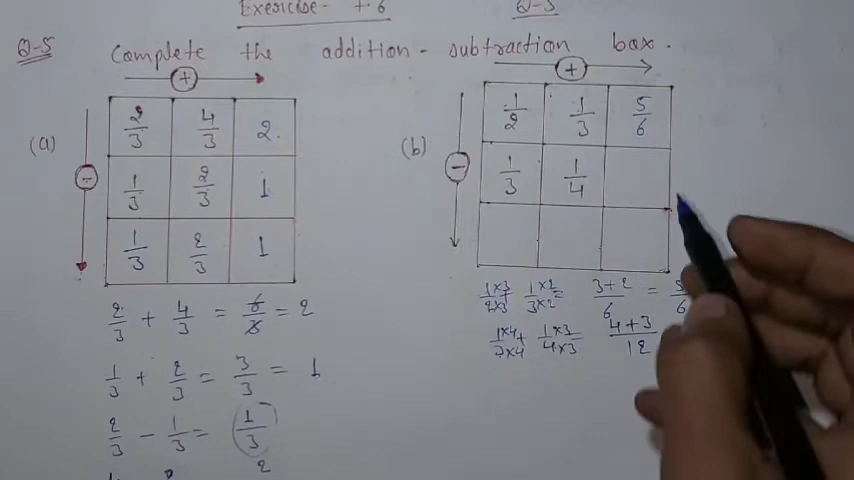 Exercise - 7.6 Q-5
Q-5 Complete the addition - subtraction box.
+
(a)
-
2/3 4/3 2
1/3 2/3 1
1/3 2/3 1
2/3 + 4/3 = 6/3 = 2
1/3 + 2/3 = 3/3 = 1
2/3 - 1/3 = 1/3
2
+
(b)
-
1/2 1/3 5/6
1/3 1/4
1×3/2×3 + 1×2/3×2 = 3+2/6 = 5/6
1×4/3×4 + 1×3/4×3 = 4+3/12